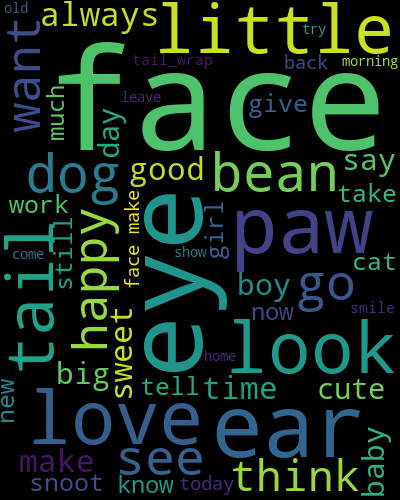 old
always
little
try
want
tail_wrap
back
morning
face
much
leave
give
day
dog
good
bean
say
take
work
happy
eye
girl
paw
cat
tail
still
face make
come
show
boy
go
now
smile
sweet
look
home
big
tell
time
cute
new
love
ear
see
make
think
baby
snoot
know
today